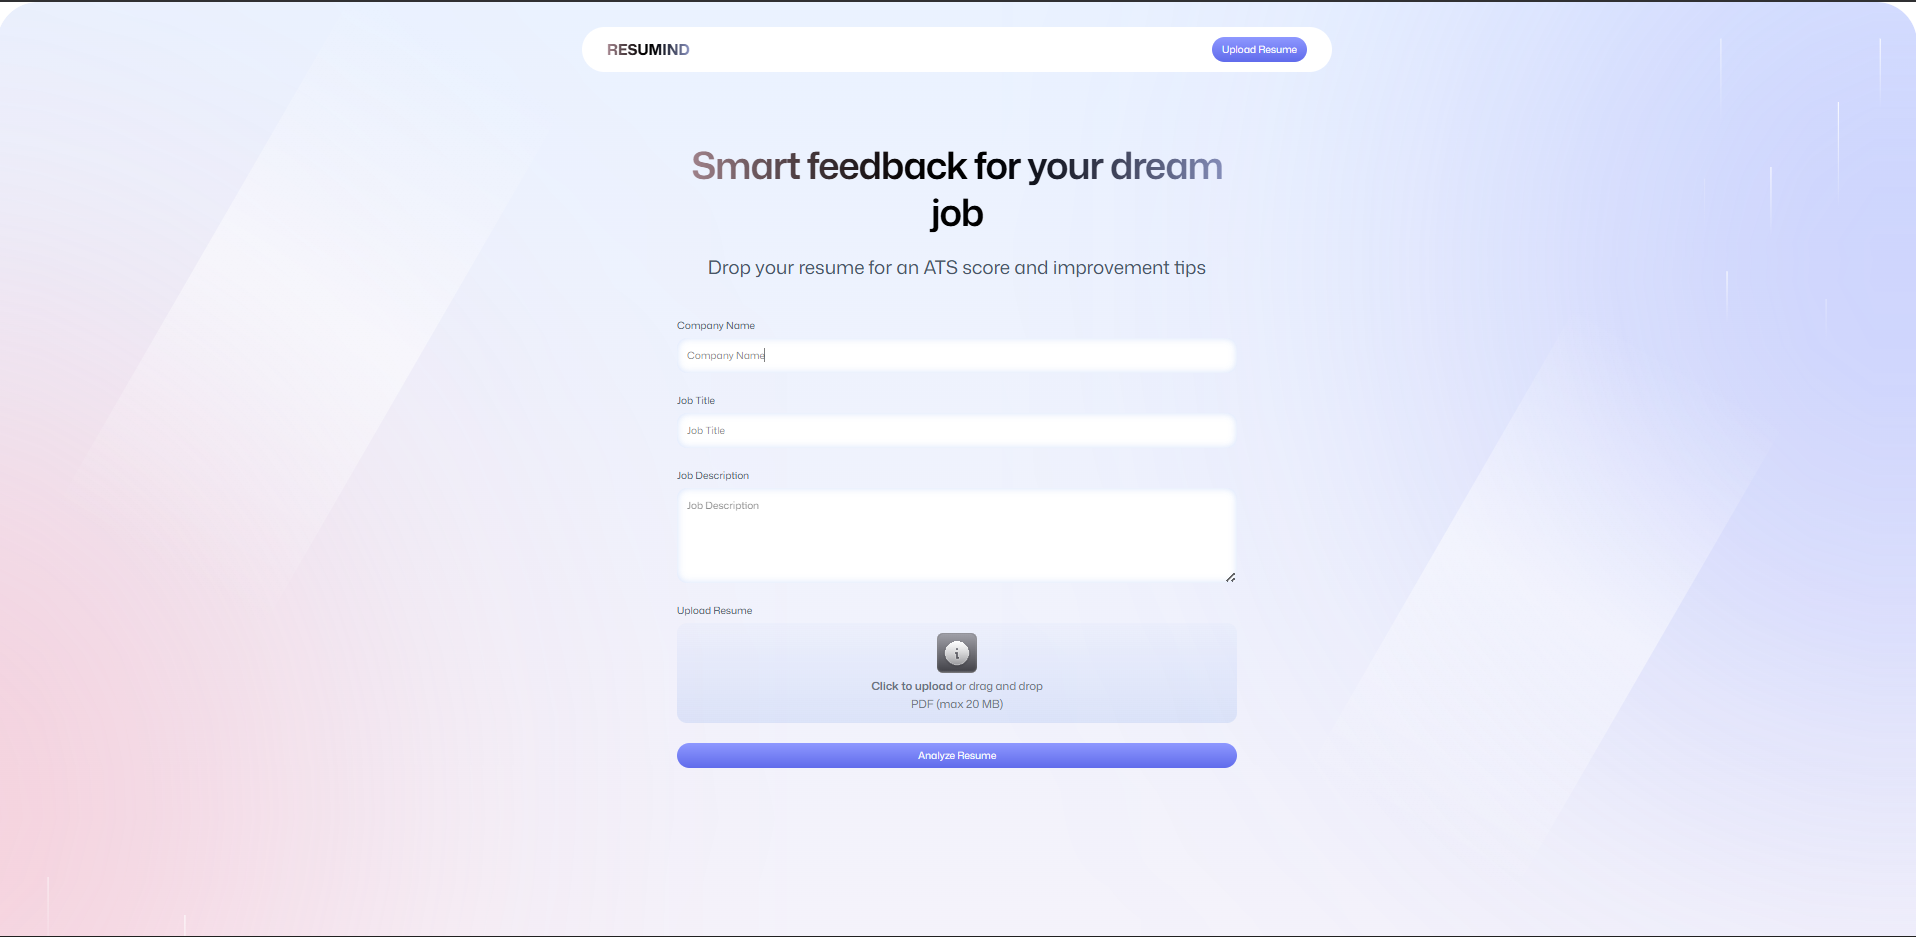 RESUMIND
Upload Resume
Smart feedback for your dream
job
Drop your resume for an ATS score and improvement tips
Company Name
Company Name
Job Title
Job Title
Job Description
Job Description
Upload Resume
i
Click to upload or drag and drop
PDF (max 20 MB)
Analyze Resume